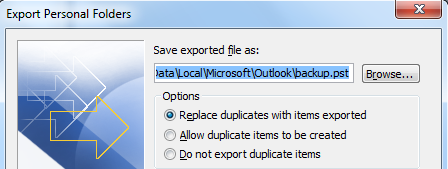 Export Personal Folders
Save exported file as:
Data\Local\Microsoft\Outlook\backup.pst
Browse...
Options
Replace duplicates with items exported
Allow duplicate items to be created
Do not export duplicate items